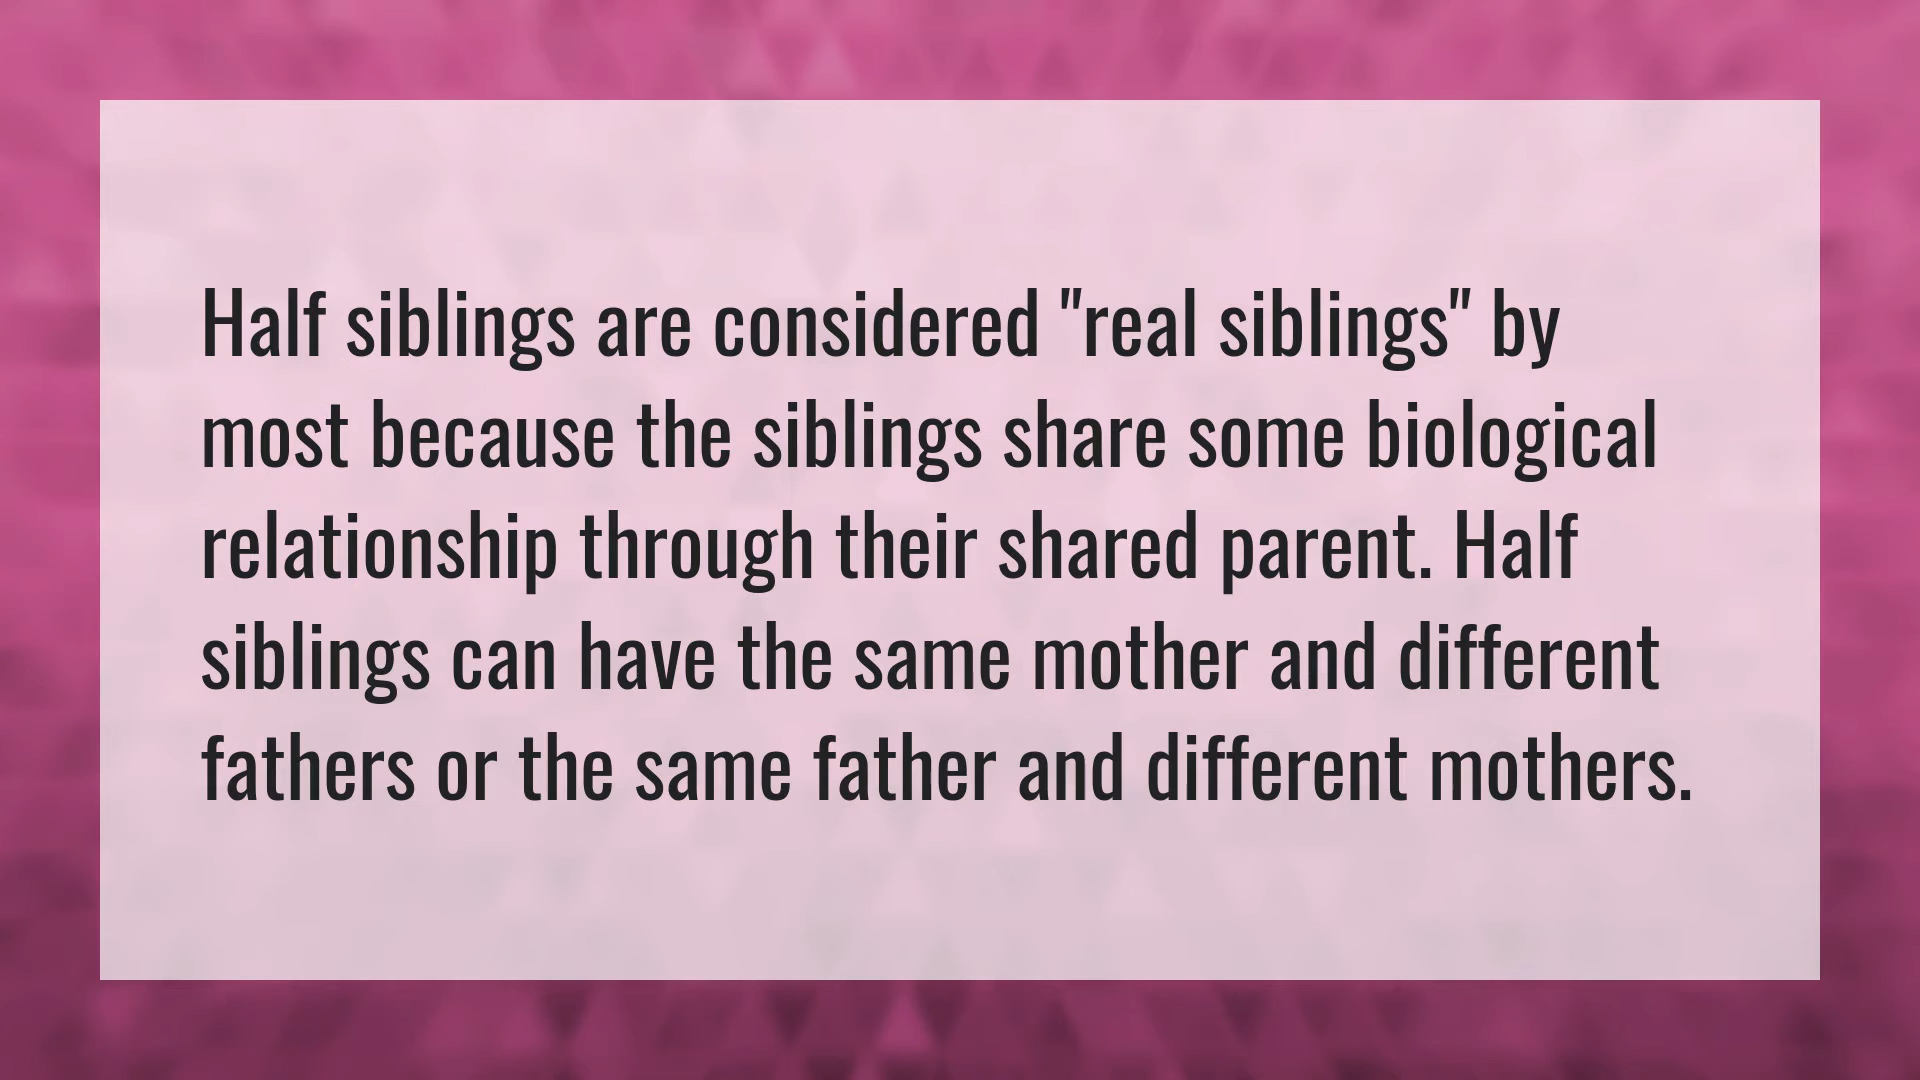 Half siblings are considered "real siblings" by
most because the siblings share some biological
relationship through their shared parent. Half
siblings can have the same mother and different
fathers or the same father and different mothers.